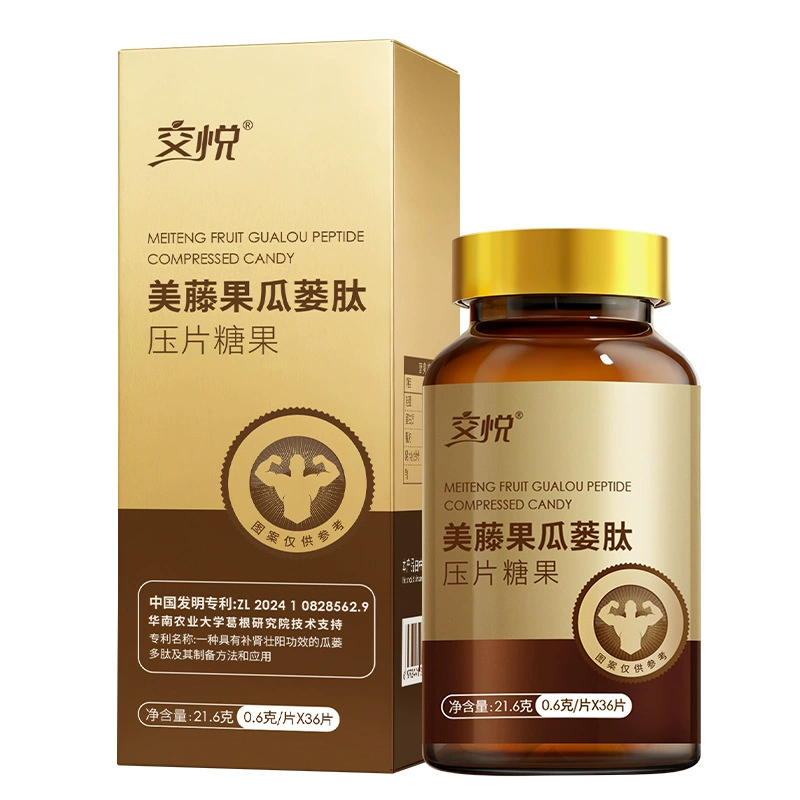 交悦®
MEITENG FRUIT GUALOU PEPTIDE
COMPRESSED CANDY
美藤果瓜蒌肽
压片糖果
图案仅供参考
中国发明专利:ZL 2024 1 0828562.9
华南农业大学葛根研究院技术支持
专利名称:一种具有补肾壮阳功效的瓜蒌
多肽及其制备方法和应用
净含量:21.6克 0.6克/片X36片
交悦®
MEITENG FRUIT GUALOU PEPTIDE
COMPRESSED CANDY
美藤果瓜蒌肽
压片糖果
图案仅供参考
净含量:21.6克 0.6克/片X36片